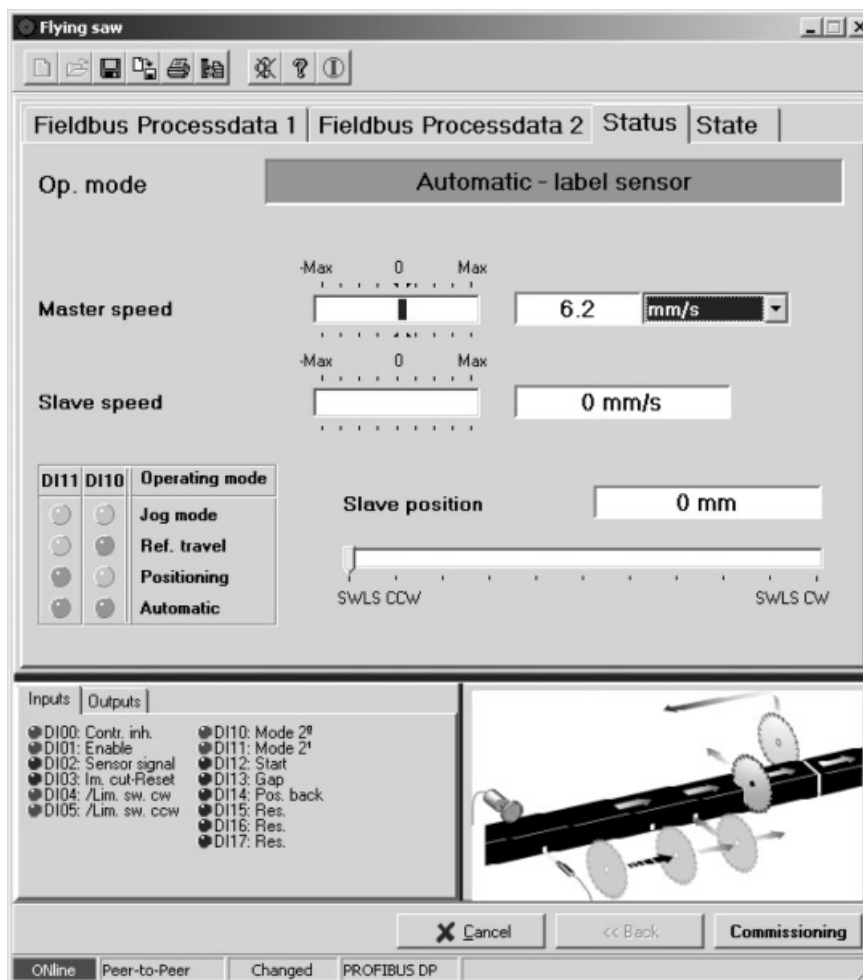 Flying saw
Fieldbus Processdata 1 Fieldbus Processdata 2 Status State
Op. mode Automatic - label sensor
-Max 0 Max
Master speed 6.2 mm/s
-Max 0 Max
Slave speed 0 mm/s
DI11 DI10 Operating mode
Jog mode
Ref. travel
Positioning
Automatic
Slave position 0 mm
SWLS CCW SWLS CW
Inputs Outputs
DI00: Contr. inh.
DI01: Enable
DI02: Sensor signal
DI03: Im. cut-Reset
DI04: /Lim. sw. cw
DI05: /Lim. sw. ccw
DI10: Mode 2⁰
DI11: Mode 2¹
DI12: Start
DI13: Gap
DI14: Pos. back
DI15: Res.
DI16: Res.
DI17: Res.
Cancel << Back Commissioning
ONline Peer-to-Peer Changed PROFIBUS DP